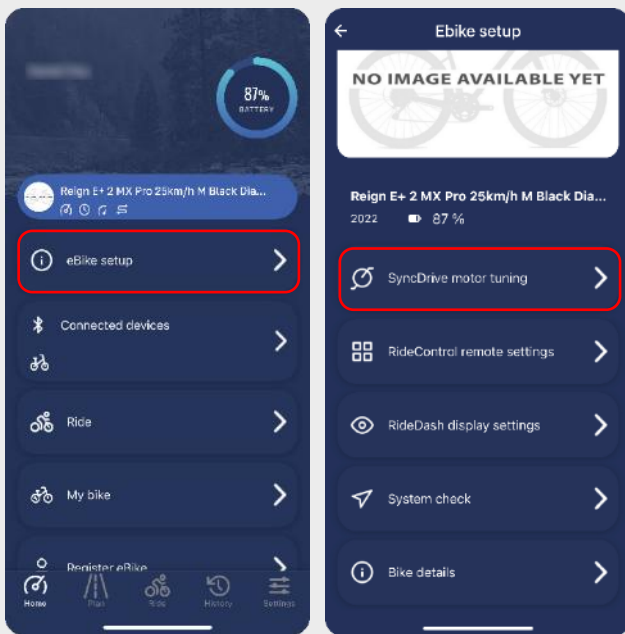 87%
BATTERY
Reign E+ 2 MX Pro 25km/h M Black Dia...
eBike setup
Connected devices
Ride
My bike
Register eBike
Home
Plan
Ride
History
Settings
Ebike setup
NO IMAGE AVAILABLE YET
Reign E+ 2 MX Pro 25km/h M Black Dia...
2022 87 %
SyncDrive motor tuning
RideControl remote settings
RideDash display settings
System check
Bike details